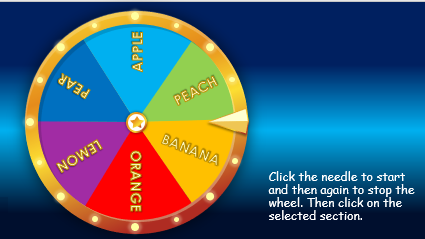 APPLE
PEACH
BANANA
ORANGE
LEMON
PEAR
Click the needle to start
and then again to stop the
wheel. Then click on the
selected section.